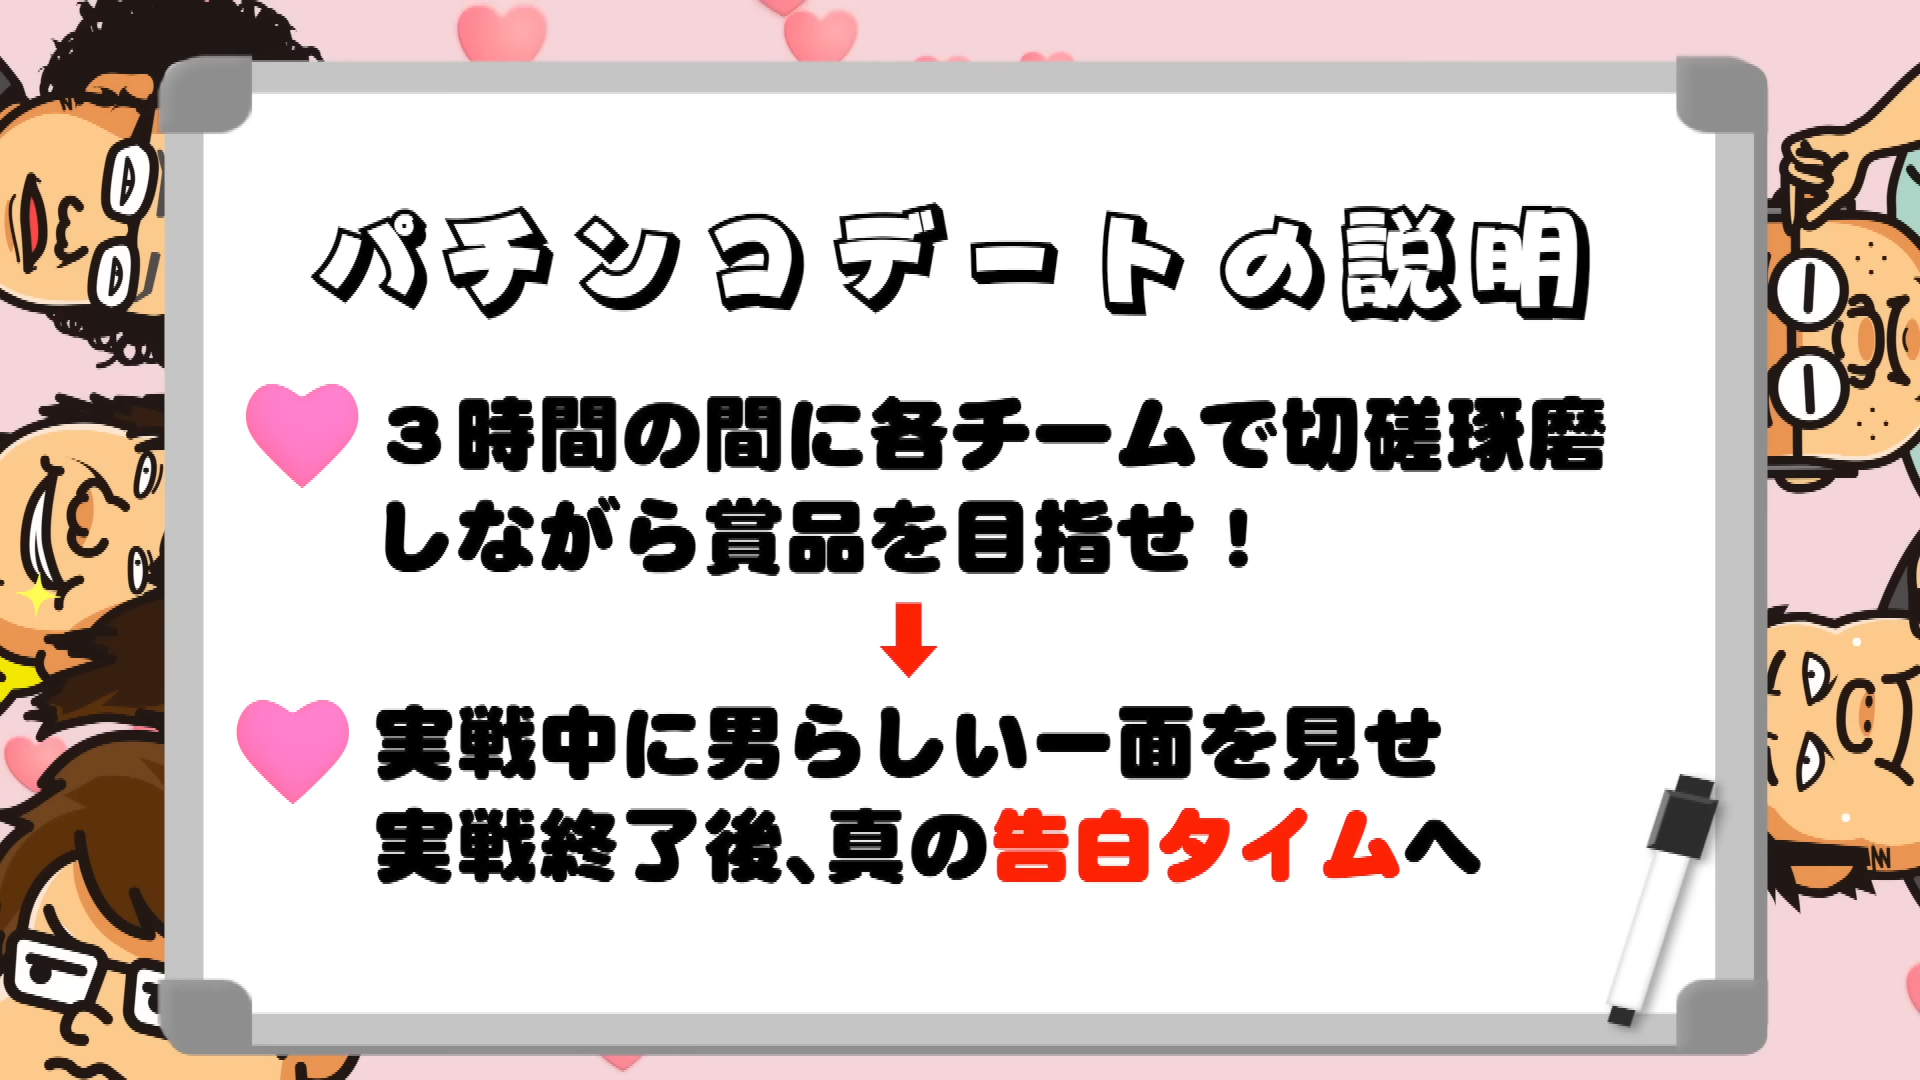 パチンコデートの説明
３時間の間に各チームで切磋琢磨
しながら賞品を目指せ！
実戦中に男らしい一面を見せ
実戦終了後、真の告白タイムへ